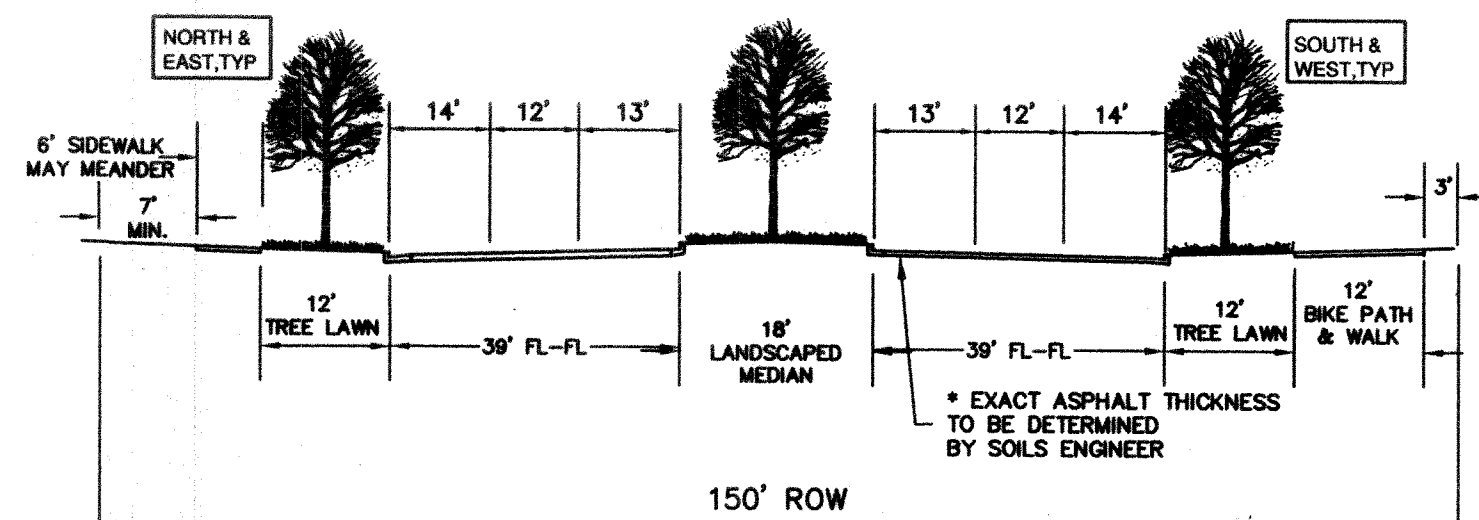 NORTH &
EAST,TYP
SOUTH &
WEST,TYP
14'
12'
13'
13'
12'
14'
6' SIDEWALK
MAY MEANDER
7'
MIN.
3'
12'
TREE LAWN
39' FL-FL
18'
LANDSCAPED
MEDIAN
39' FL-FL
12'
TREE LAWN
12'
BIKE PATH
& WALK
* EXACT ASPHALT THICKNESS
TO BE DETERMINED
BY SOILS ENGINEER
150' ROW